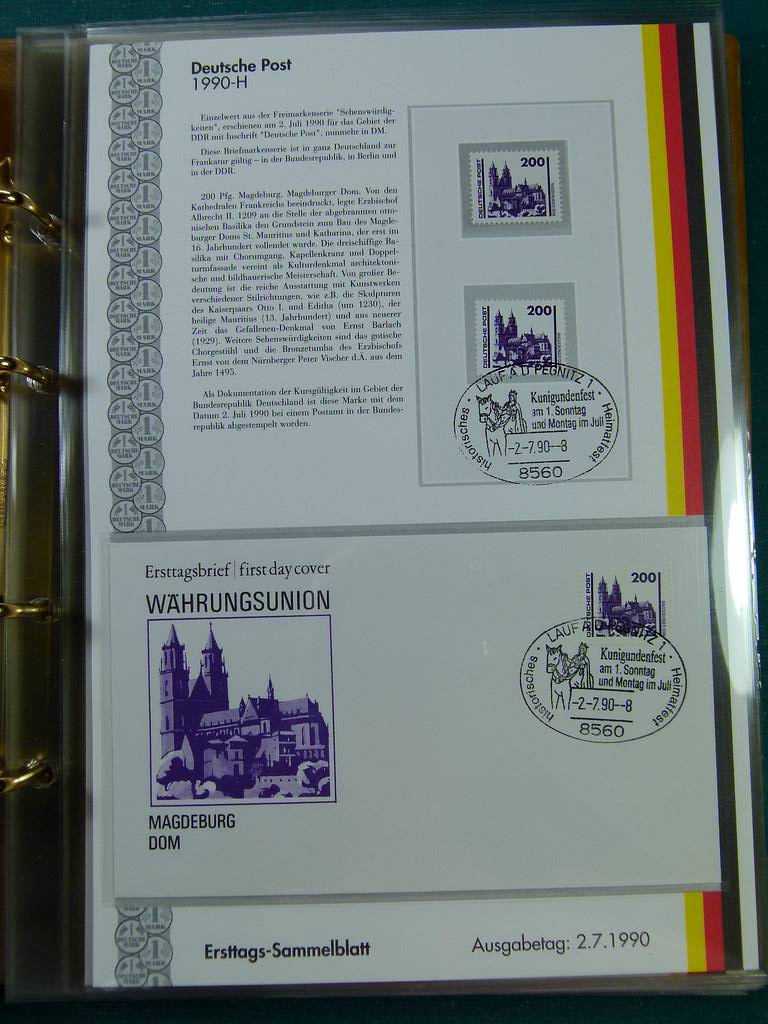 Deutsche Post
1990-H
Einzelwert aus der Freimarkenserie "Sehenswürdig-
keiten", erschienen am 2. Juli 1990 für das Gebiet der
DDR mit Inschrift "Deutsche Post", nunmehr in DM.
Diese Briefmarkenserie ist in ganz Deutschland zur
Frankatur gültig – in der Bundesrepublik, in Berlin und
in der DDR.
200 Pfg. Magdeburg, Magdeburger Dom. Von den
Kathedralen Frankreichs beeindruckt, legte Erzbischof
Albrecht II. 1209 an die Stelle der abgebrannten otto-
nischen Basilika den Grundstein zum Bau des Magde-
burger Doms St. Mauritius und Katharina, der erst im
16. Jahrhundert vollendet wurde. Die dreischiffige Ba-
silika mit Chorumgang, Kapellenkranz und Doppel-
turmfassade vereint als Kulturdenkmal architektoni-
sche und bildhauerische Meisterschaft. Von großer Be-
deutung ist die reiche Ausstattung mit Kunstwerken
verschiedener Stilrichtungen, wie z.B. die Skulpturen
des Kaiserpaars Otto I. und Editha (um 1230), der
heilige Mauritius (13. Jahrhundert) und aus neuerer
Zeit das Gefallenen-Denkmal von Ernst Barlach
(1929). Weitere Sehenswürdigkeiten sind das gotische
Chorgestühl und die Bronzetumba des Erzbischofs
Ernst von dem Nürnberger Peter Vischer d.Ä. aus dem
Jahre 1495.
Als Dokumentation der Kursgültigkeit im Gebiet der
Bundesrepublik Deutschland ist diese Marke mit dem
Datum 2. Juli 1990 bei einem Postamt in der Bundes-
republik abgestempelt worden.
DEUTSCHE POST
200
DEUTSCHE POST
200
LAUF A D PEGNITZ 1
Kunigundenfest
am 1. Sonntag
und Montag im Juli
historisches
Heimatfest
-2.-7.90--8
8560
Ersttagsbrief | first day cover
WÄHRUNGSUNION
MAGDEBURG
DOM
DEUTSCHE POST
200
LAUF A D PEGNITZ 1
Kunigundenfest
am 1. Sonntag
und Montag im Juli
historisches
Heimatfest
-2.-7.90--8
8560
Ersttags-Sammelblatt
Ausgabetag: 2.7.1990
DEUTSCHE
MARK
1